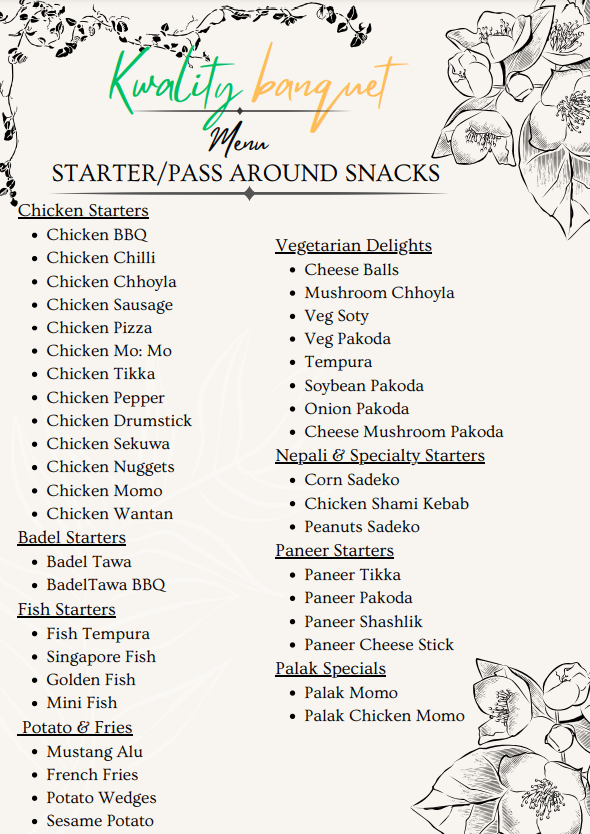 Kwality banquet
Menu
STARTER/PASS AROUND SNACKS
Chicken Starters
Chicken BBQ
Chicken Chilli
Chicken Chhoyla
Chicken Sausage
Chicken Pizza
Chicken Mo: Mo
Chicken Tikka
Chicken Pepper
Chicken Drumstick
Chicken Sekuwa
Chicken Nuggets
Chicken Momo
Chicken Wantan
Badel Starters
Badel Tawa
BadelTawa BBQ
Fish Starters
Fish Tempura
Singapore Fish
Golden Fish
Mini Fish
Potato & Fries
Mustang Alu
French Fries
Potato Wedges
Sesame Potato
Vegetarian Delights
Cheese Balls
Mushroom Chhoyla
Veg Soty
Veg Pakoda
Tempura
Soybean Pakoda
Onion Pakoda
Cheese Mushroom Pakoda
Nepali & Specialty Starters
Corn Sadeko
Chicken Shami Kebab
Peanuts Sadeko
Paneer Starters
Paneer Tikka
Paneer Pakoda
Paneer Shashlik
Paneer Cheese Stick
Palak Specials
Palak Momo
Palak Chicken Momo